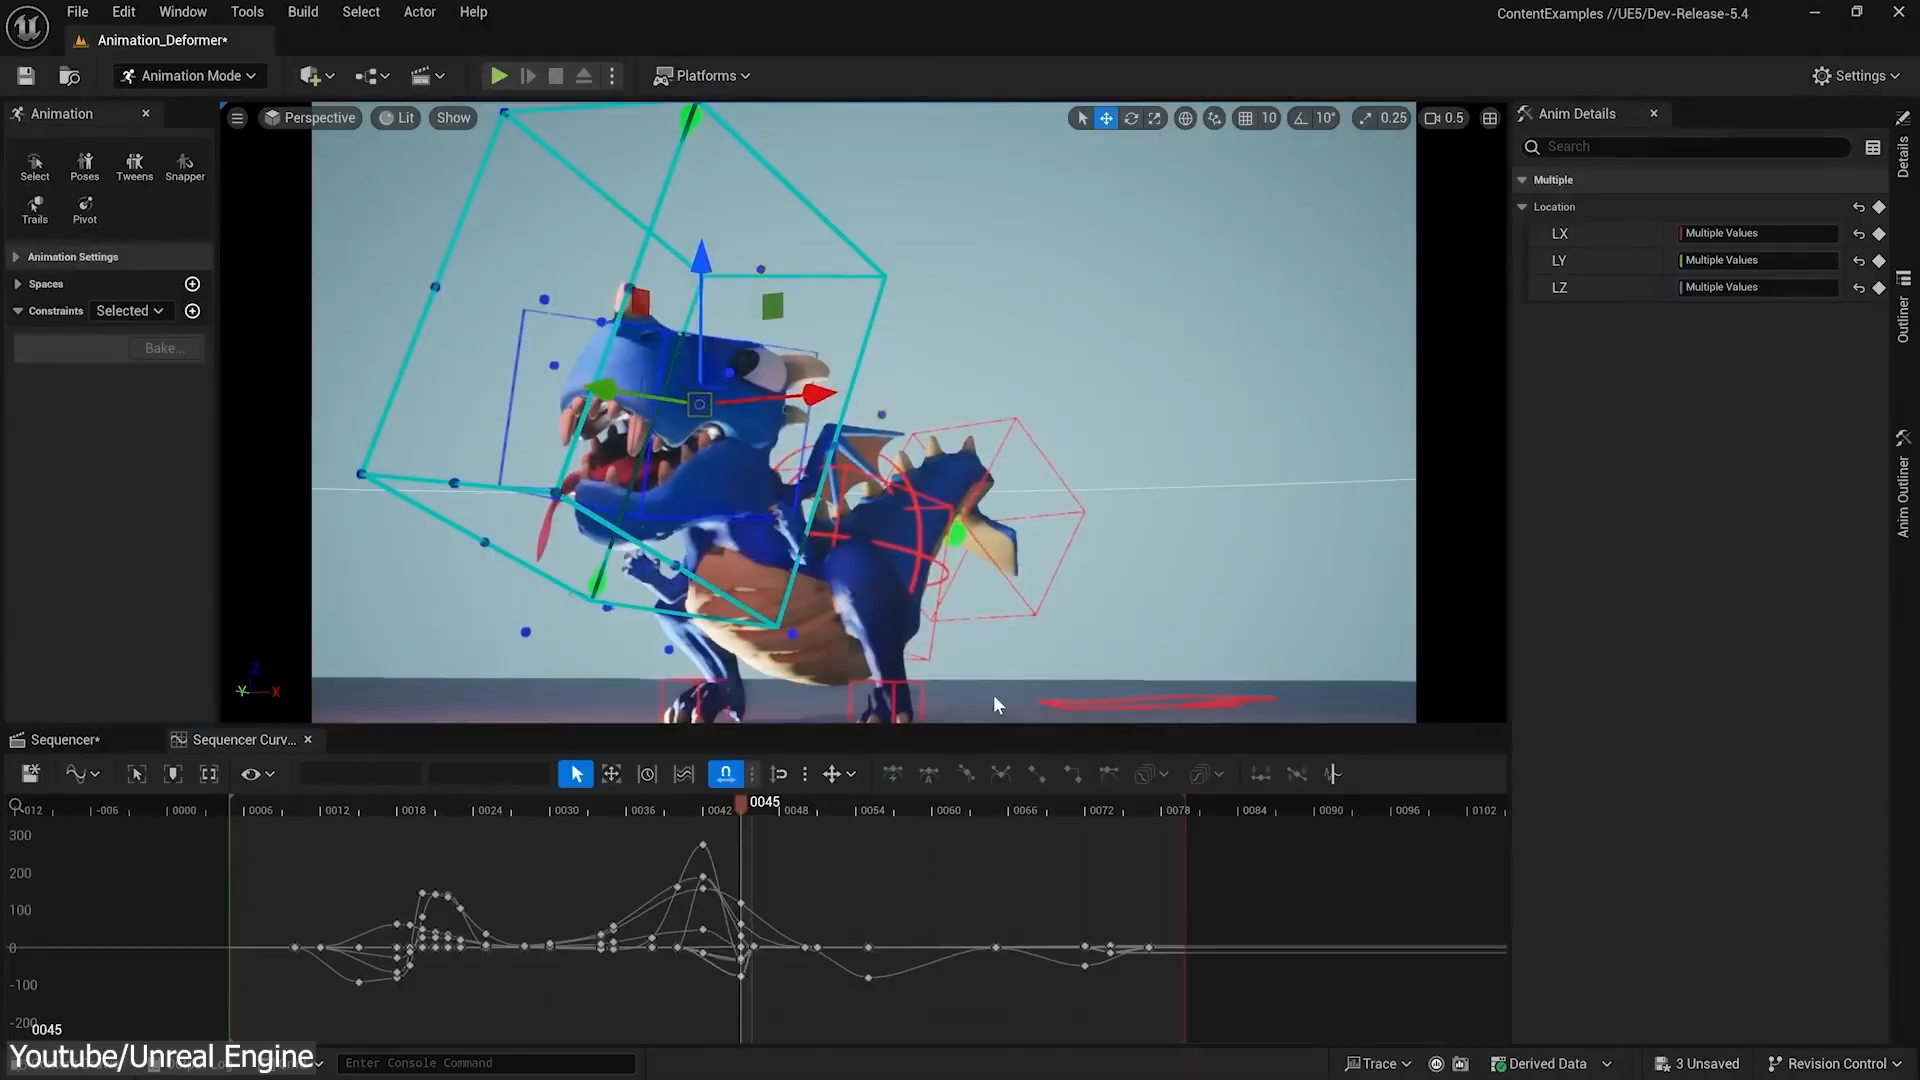 File Edit Window Tools Build Select Actor Help
ContentExamples //UE5/Dev-Release-5.4
Animation_Deformer*
Animation Mode
Platforms
Settings
Animation
Perspective Lit Show
10 10° 0.25 0.5
Anim Details
Search
Details
Select Poses Tweens Snapper
Trails Pivot
Multiple
Location
LX Multiple Values
LY Multiple Values
LZ Multiple Values
Animation Settings
Spaces
Constraints Selected
Bake...
Outliner
Anim Outliner
Z
Y X
Sequencer* Sequencer Curv...
0045
-012 -006 0000 0006 0012 0018 0024 0030 0036 0042 0048 0054 0060 0066 0072 0078 0084 0090 0096 0102
300
200
100
0
-100
-200
0045
Youtube/Unreal Engine
Enter Console Command
Trace Derived Data 3 Unsaved Revision Control